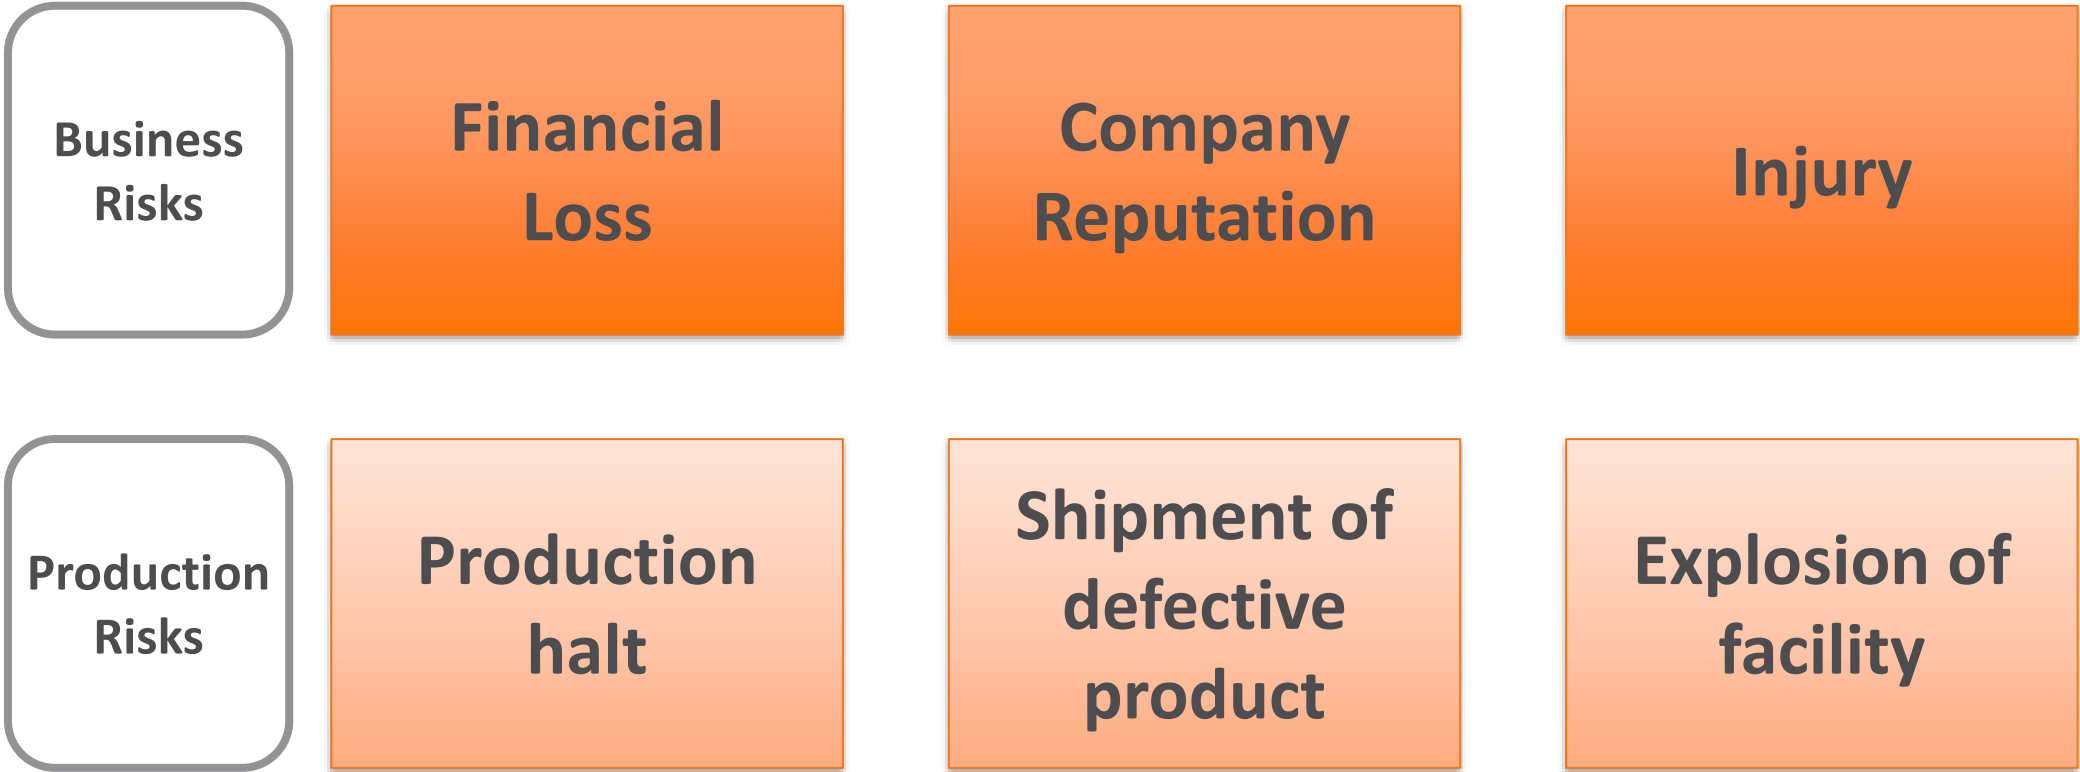 Business
Risks
Financial
Loss
Company
Reputation
Injury
Production
Risks
Production
halt
Shipment of
defective
product
Explosion of
facility